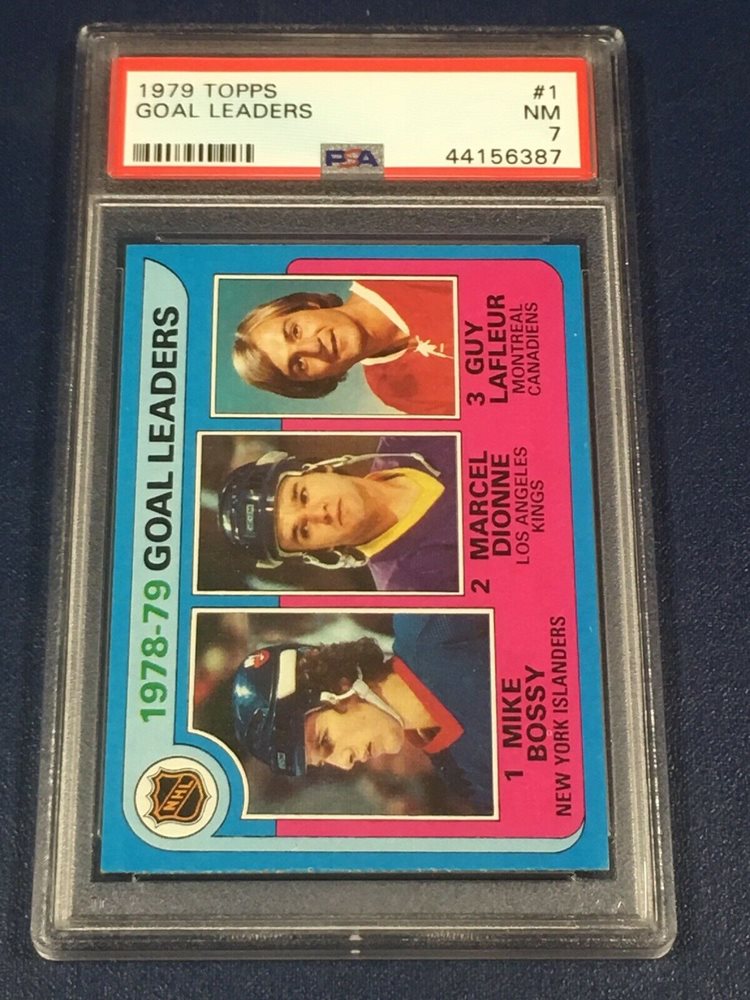 1979 TOPPS #1
GOAL LEADERS NM
7
PSA 44156387
1978-79 GOAL LEADERS
NHL
1 MIKE
BOSSY
NEW YORK ISLANDERS
2 MARCEL
DIONNE
LOS ANGELES
KINGS
3 GUY
LAFLEUR
MONTREAL
CANADIENS